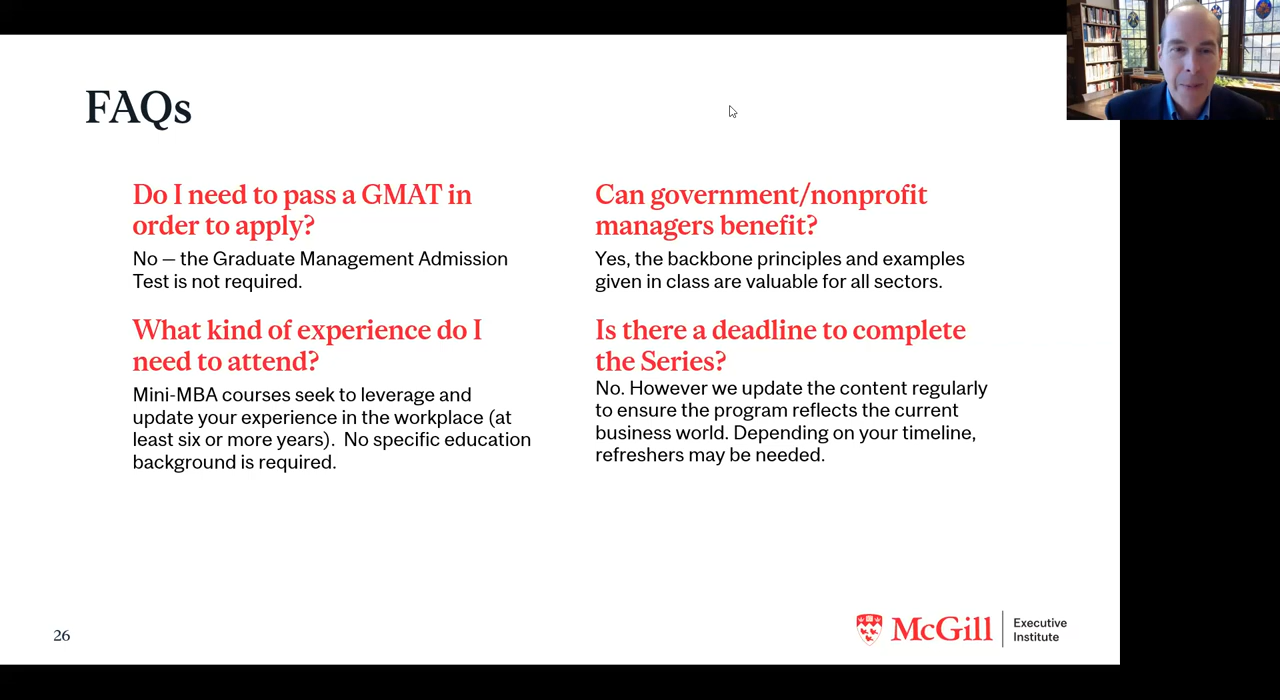 FAQs
Do I need to pass a GMAT in
order to apply?
No – the Graduate Management Admission
Test is not required.
What kind of experience do I
need to attend?
Mini-MBA courses seek to leverage and
update your experience in the workplace (at
least six or more years).  No specific education
background is required.
Can government/nonprofit
managers benefit?
Yes, the backbone principles and examples
given in class are valuable for all sectors.
Is there a deadline to complete
the Series?
No. However we update the content regularly
to ensure the program reflects the current
business world. Depending on your timeline,
refreshers may be needed.
26
McGill
Executive
Institute